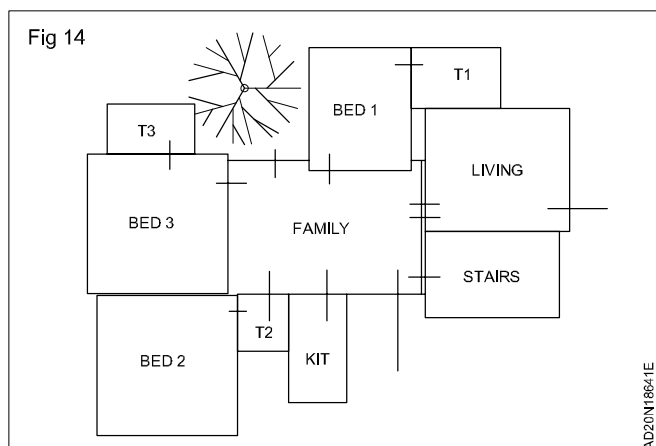 Fig 14
T1
BED 1
T3
LIVING
BED 3
FAMILY
STAIRS
T2
KIT
BED 2
AD20N18641E